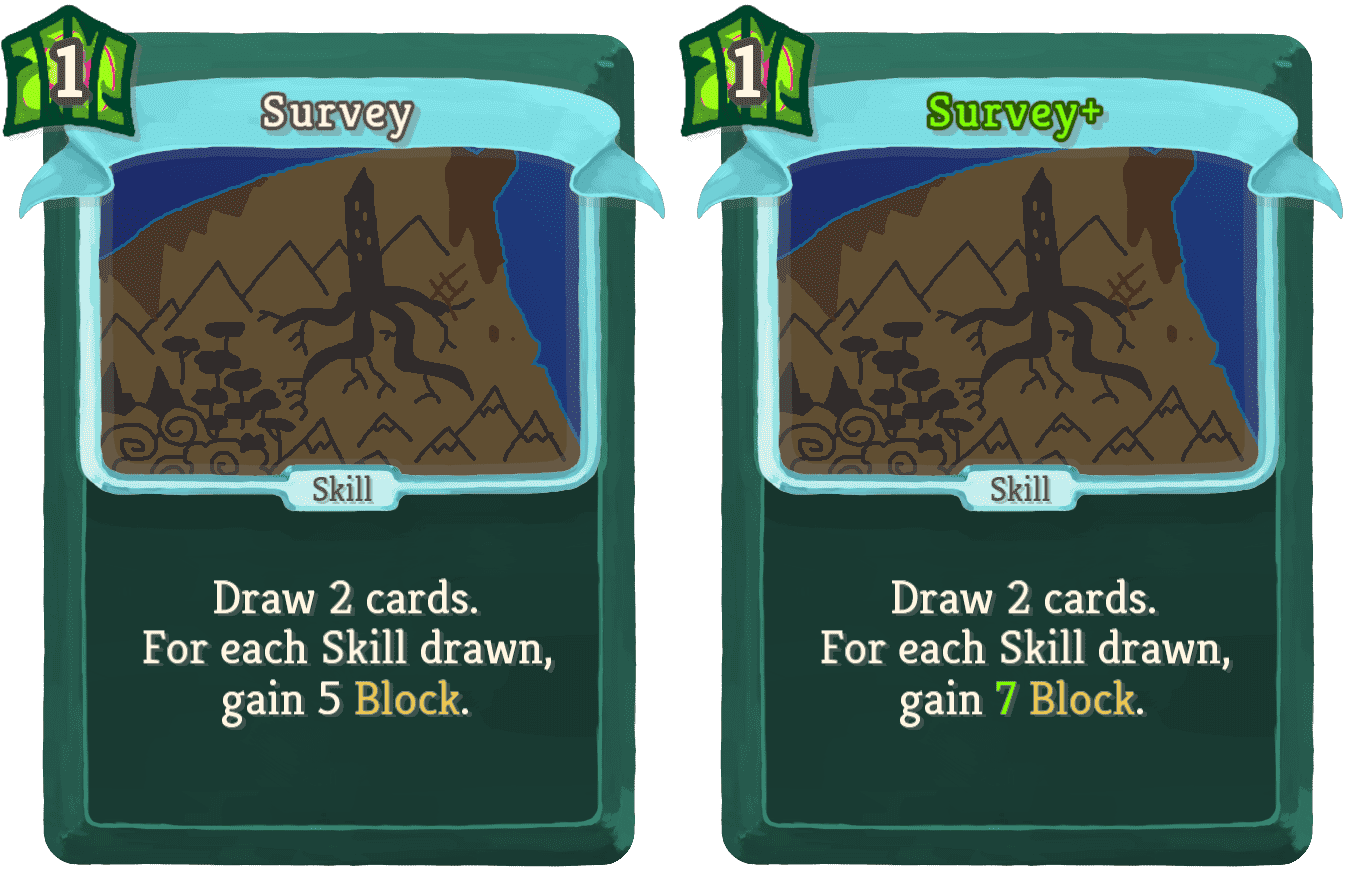 1
Survey
Skill
Draw 2 cards.
For each Skill drawn,
gain 5 Block.
1
Survey+
Skill
Draw 2 cards.
For each Skill drawn,
gain 7 Block.